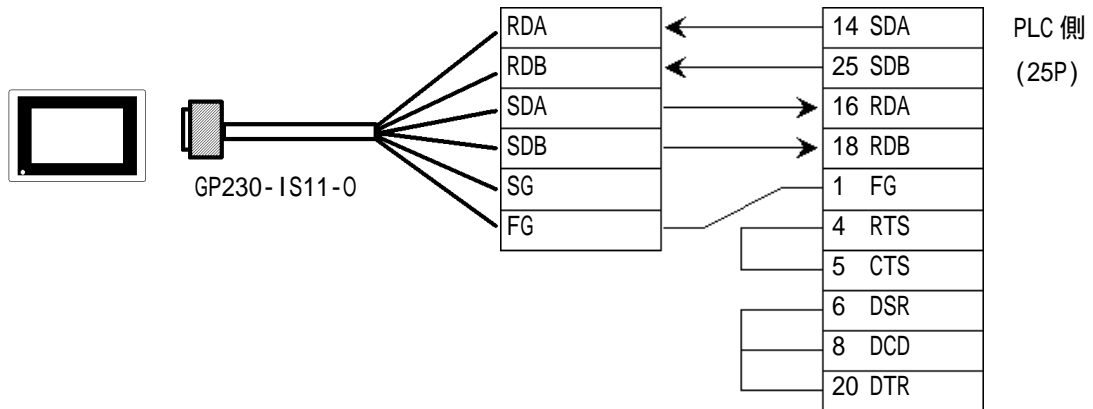 RDA
RDB
SDA
SDB
SG
FG
14 SDA
25 SDB
16 RDA
18 RDB
1 FG
4 RTS
5 CTS
6 DSR
8 DCD
20 DTR
PLC 側
(25P)
GP230-IS11-O